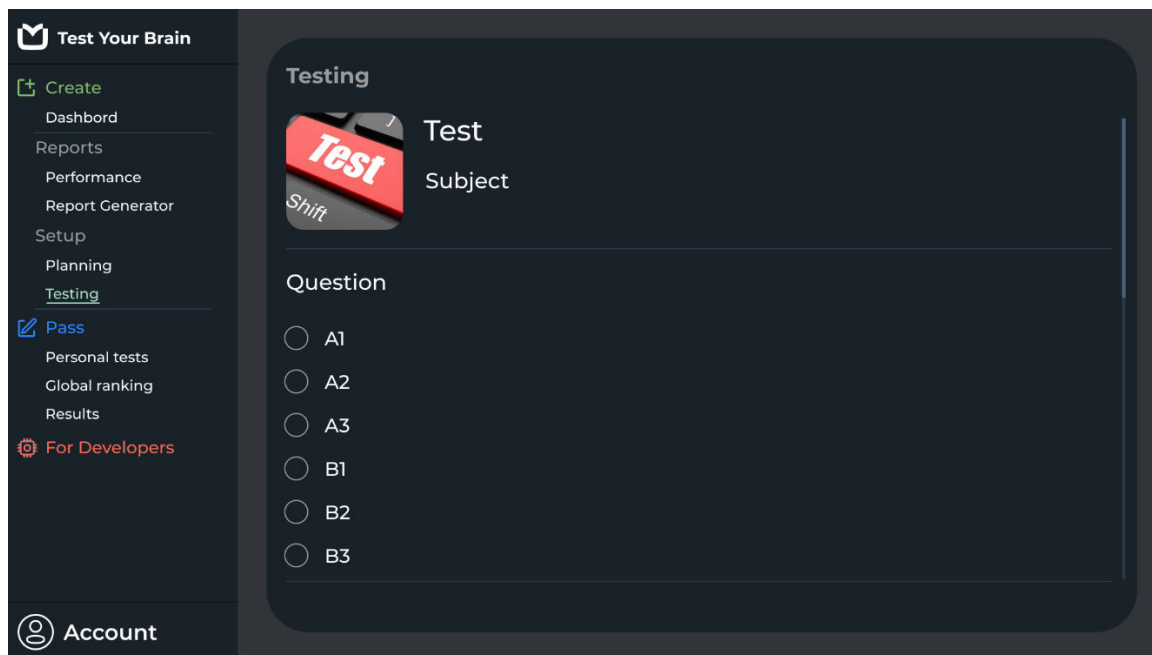 Test Your Brain
Create
Dashbord
Reports
Performance
Report Generator
Setup
Planning
Testing
Pass
Personal tests
Global ranking
Results
For Developers
Account
Testing
J
Test
Shift
Test
Subject
Question
A1
A2
A3
B1
B2
B3